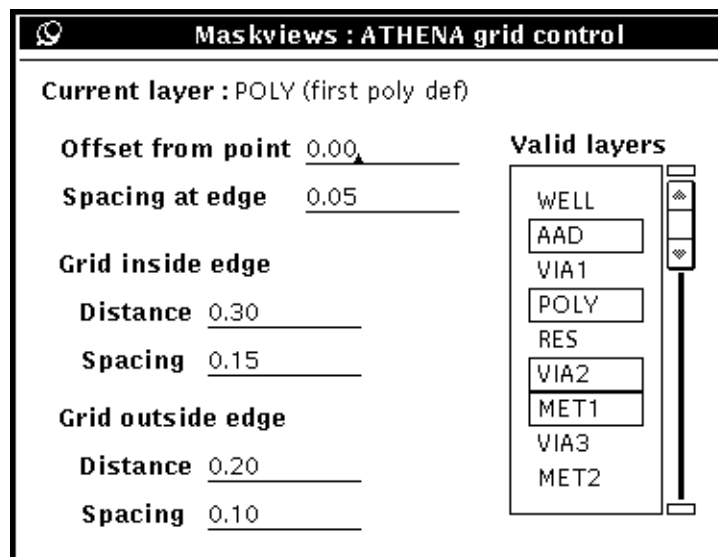 Maskviews : ATHENA grid control
Current layer : POLY (first poly def)
Offset from point 0.00
Spacing at edge 0.05
Grid inside edge
Distance 0.30
Spacing 0.15
Grid outside edge
Distance 0.20
Spacing 0.10
Valid layers
WELL
AAD
VIA1
POLY
RES
VIA2
MET1
VIA3
MET2